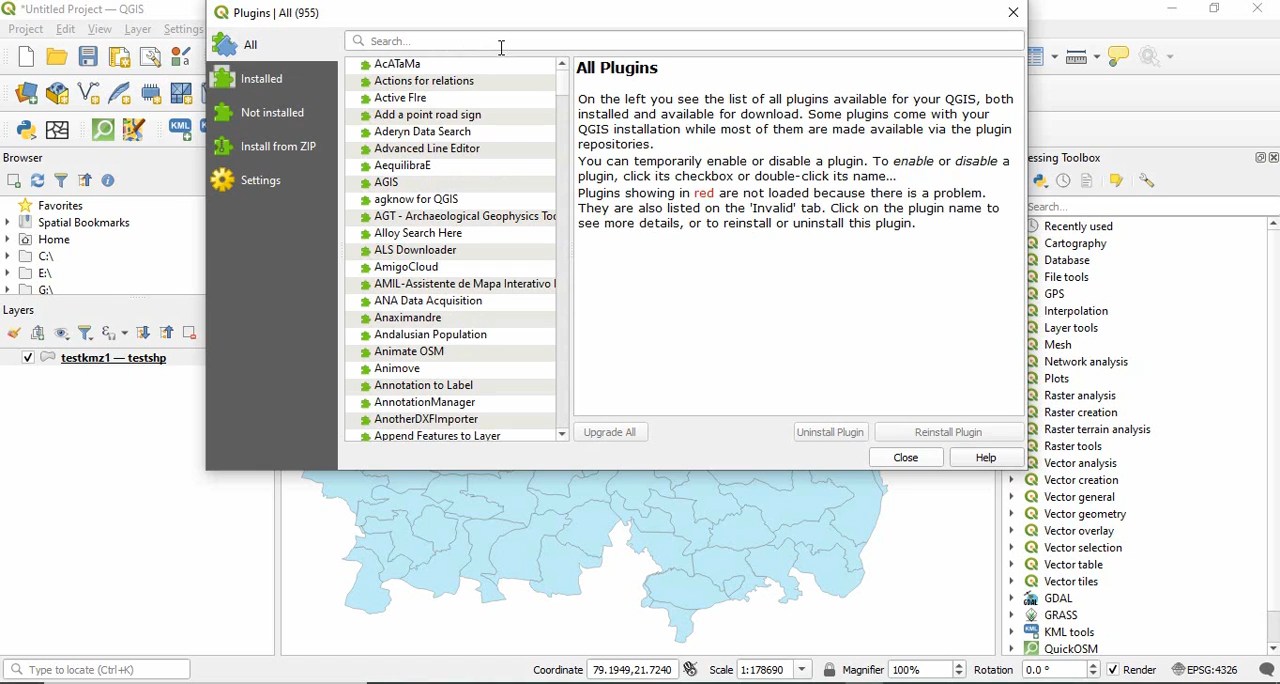 *Untitled Project — QGIS
Project Edit View Layer Settings
Plugins | All (955)
All
Installed
Not installed
Install from ZIP
Settings
Search...
AcATaMa
Actions for relations
Active FIre
Add a point road sign
Aderyn Data Search
Advanced Line Editor
AequilibraE
AGIS
agknow for QGIS
AGT - Archaeological Geophysics Too
Alloy Search Here
ALS Downloader
AmigoCloud
AMIL-Assistente de Mapa Interativo
ANA Data Acquisition
Anaximandre
Andalusian Population
Animate OSM
Animove
Annotation to Label
AnnotationManager
AnotherDXFImporter
Append Features to Layer
All Plugins
On the left you see the list of all plugins available for your QGIS, both
installed and available for download. Some plugins come with your
QGIS installation while most of them are made available via the plugin
repositories.
You can temporarily enable or disable a plugin. To enable or disable a
plugin, click its checkbox or double-click its name...
Plugins showing in red are not loaded because there is a problem.
They are also listed on the 'Invalid' tab. Click on the plugin name to
see more details, or to reinstall or uninstall this plugin.
Upgrade All
Uninstall Plugin
Reinstall Plugin
Close
Help
KML
Browser
Favorites
Spatial Bookmarks
Home
C:\
E:\
G:\
Layers
testkmz1 — testshp
essing Toolbox
Search...
Recently used
Cartography
Database
File tools
GPS
Interpolation
Layer tools
Mesh
Network analysis
Plots
Raster analysis
Raster creation
Raster terrain analysis
Raster tools
Vector analysis
Vector creation
Vector general
Vector geometry
Vector overlay
Vector selection
Vector table
Vector tiles
GDAL
GRASS
KML tools
QuickOSM
Type to locate (Ctrl+K)
Coordinate 79.1949,21.7240 Scale 1:178690 Magnifier 100% Rotation 0.0 ° Render EPSG:4326